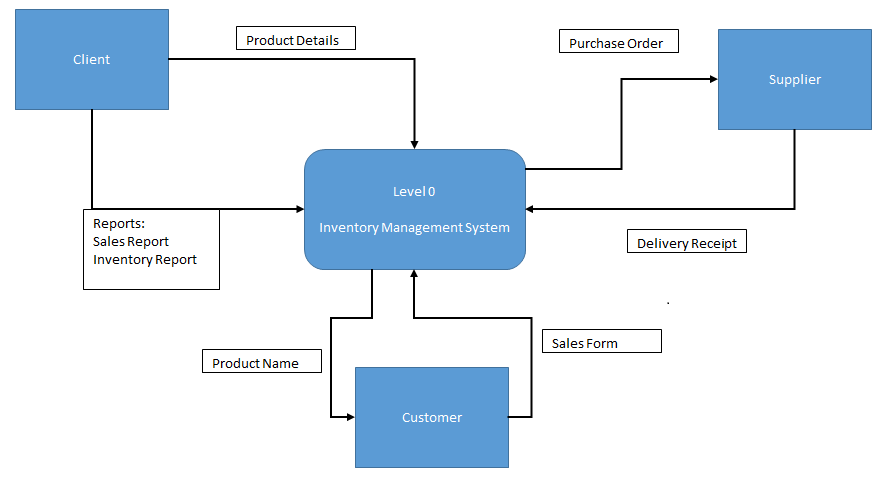 Client
Product Details
Purchase Order
Supplier
Level 0
Inventory Management System
Reports:
Sales Report
Inventory Report
Delivery Receipt
Product Name
Sales Form
Customer
.